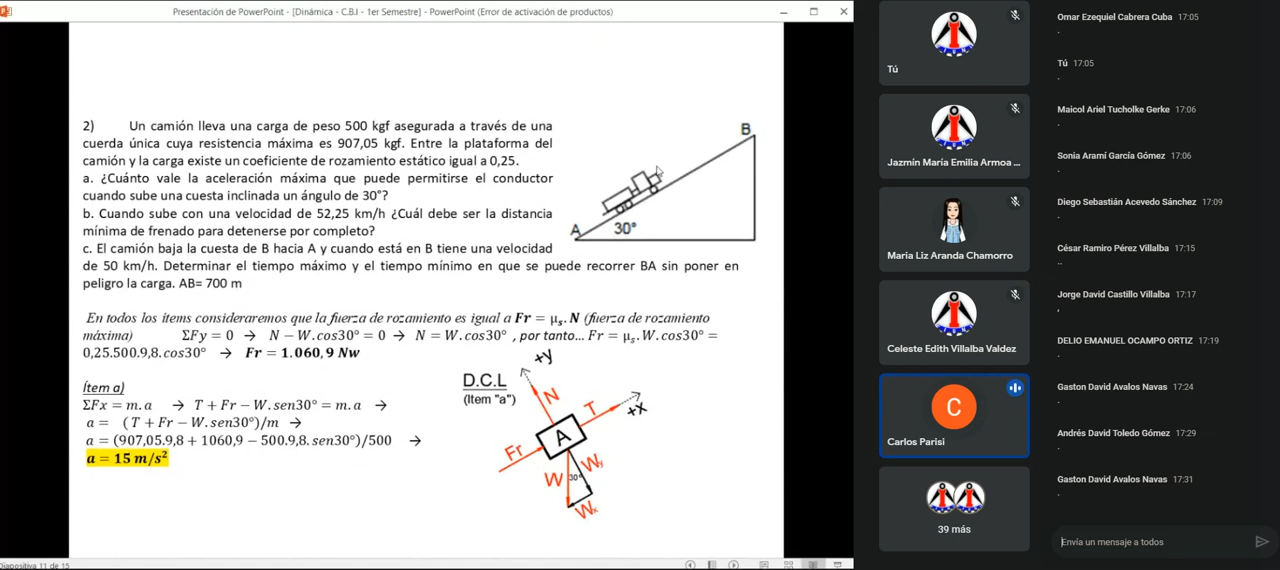 Presentación de PowerPoint - [Dinámica - C.B.I - 1er Semestre] - PowerPoint (Error de activación de productos)
2) Un camión lleva una carga de peso 500 kgf asegurada a través de una
cuerda única cuya resistencia máxima es 907,05 kgf. Entre la plataforma del
camión y la carga existe un coeficiente de rozamiento estático igual a 0,25.
a. ¿Cuánto vale la aceleración máxima que puede permitirse el conductor
cuando sube una cuesta inclinada un ángulo de 30°?
b. Cuando sube con una velocidad de 52,25 km/h ¿Cuál debe ser la distancia
mínima de frenado para detenerse por completo?
c. El camión baja la cuesta de B hacia A y cuando está en B tiene una velocidad
de 50 km/h. Determinar el tiempo máximo y el tiempo mínimo en que se puede recorrer BA sin poner en
peligro la carga. AB= 700 m
B
A
30°
En todos los ítems consideraremos que la fuerza de rozamiento es igual a Fr = μs. N (fuerza de rozamiento
máxima) ΣFy = 0 → N − W.cos30° = 0 → N = W.cos30° , por tanto... Fr = μs. W.cos30° =
0,25.500.9,8.cos30° → Fr = 1.060,9 Nw
Ítem a)
ΣFx = m.a → T + Fr − W.sen30° = m.a →
a = (T + Fr − W.sen30°)/m →
a = (907,05.9,8 + 1060,9 − 500.9,8.sen30°)/500 →
a = 15 m/s²
D.C.L
(Item "a")
+y
N
T
+X
A
Fr
W
30°
Wy
Wx
Diapositiva 11 de 15
Tú
Jazmín María Emilia Armoa ...
Maria Liz Aranda Chamorro
Celeste Edith Villalba Valdez
C
Carlos Parisi
39 más
Omar Ezequiel Cabrera Cuba 17:05
.
Tú 17:05
.
Maicol Ariel Tucholke Gerke 17:06
.
Sonia Aramí García Gómez 17:06
.
Diego Sebastián Acevedo Sánchez 17:09
.
César Ramiro Pérez Villalba 17:15
..
Jorge David Castillo Villalba 17:17
,
DELIO EMANUEL OCAMPO ORTIZ 17:19
.
Gaston David Avalos Navas 17:24
.
Andrés David Toledo Gómez 17:29
.
Gaston David Avalos Navas 17:31
.
Envía un mensaje a todos